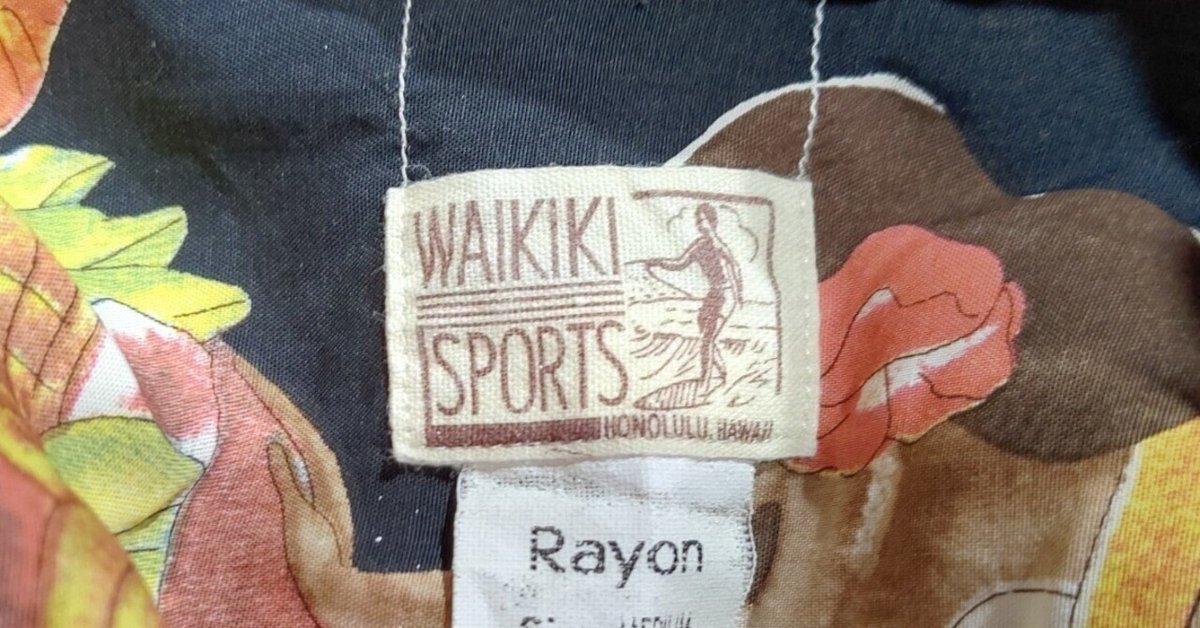 WAIKIKI
SPORTS
HONOLULU, HAWAII
Rayon